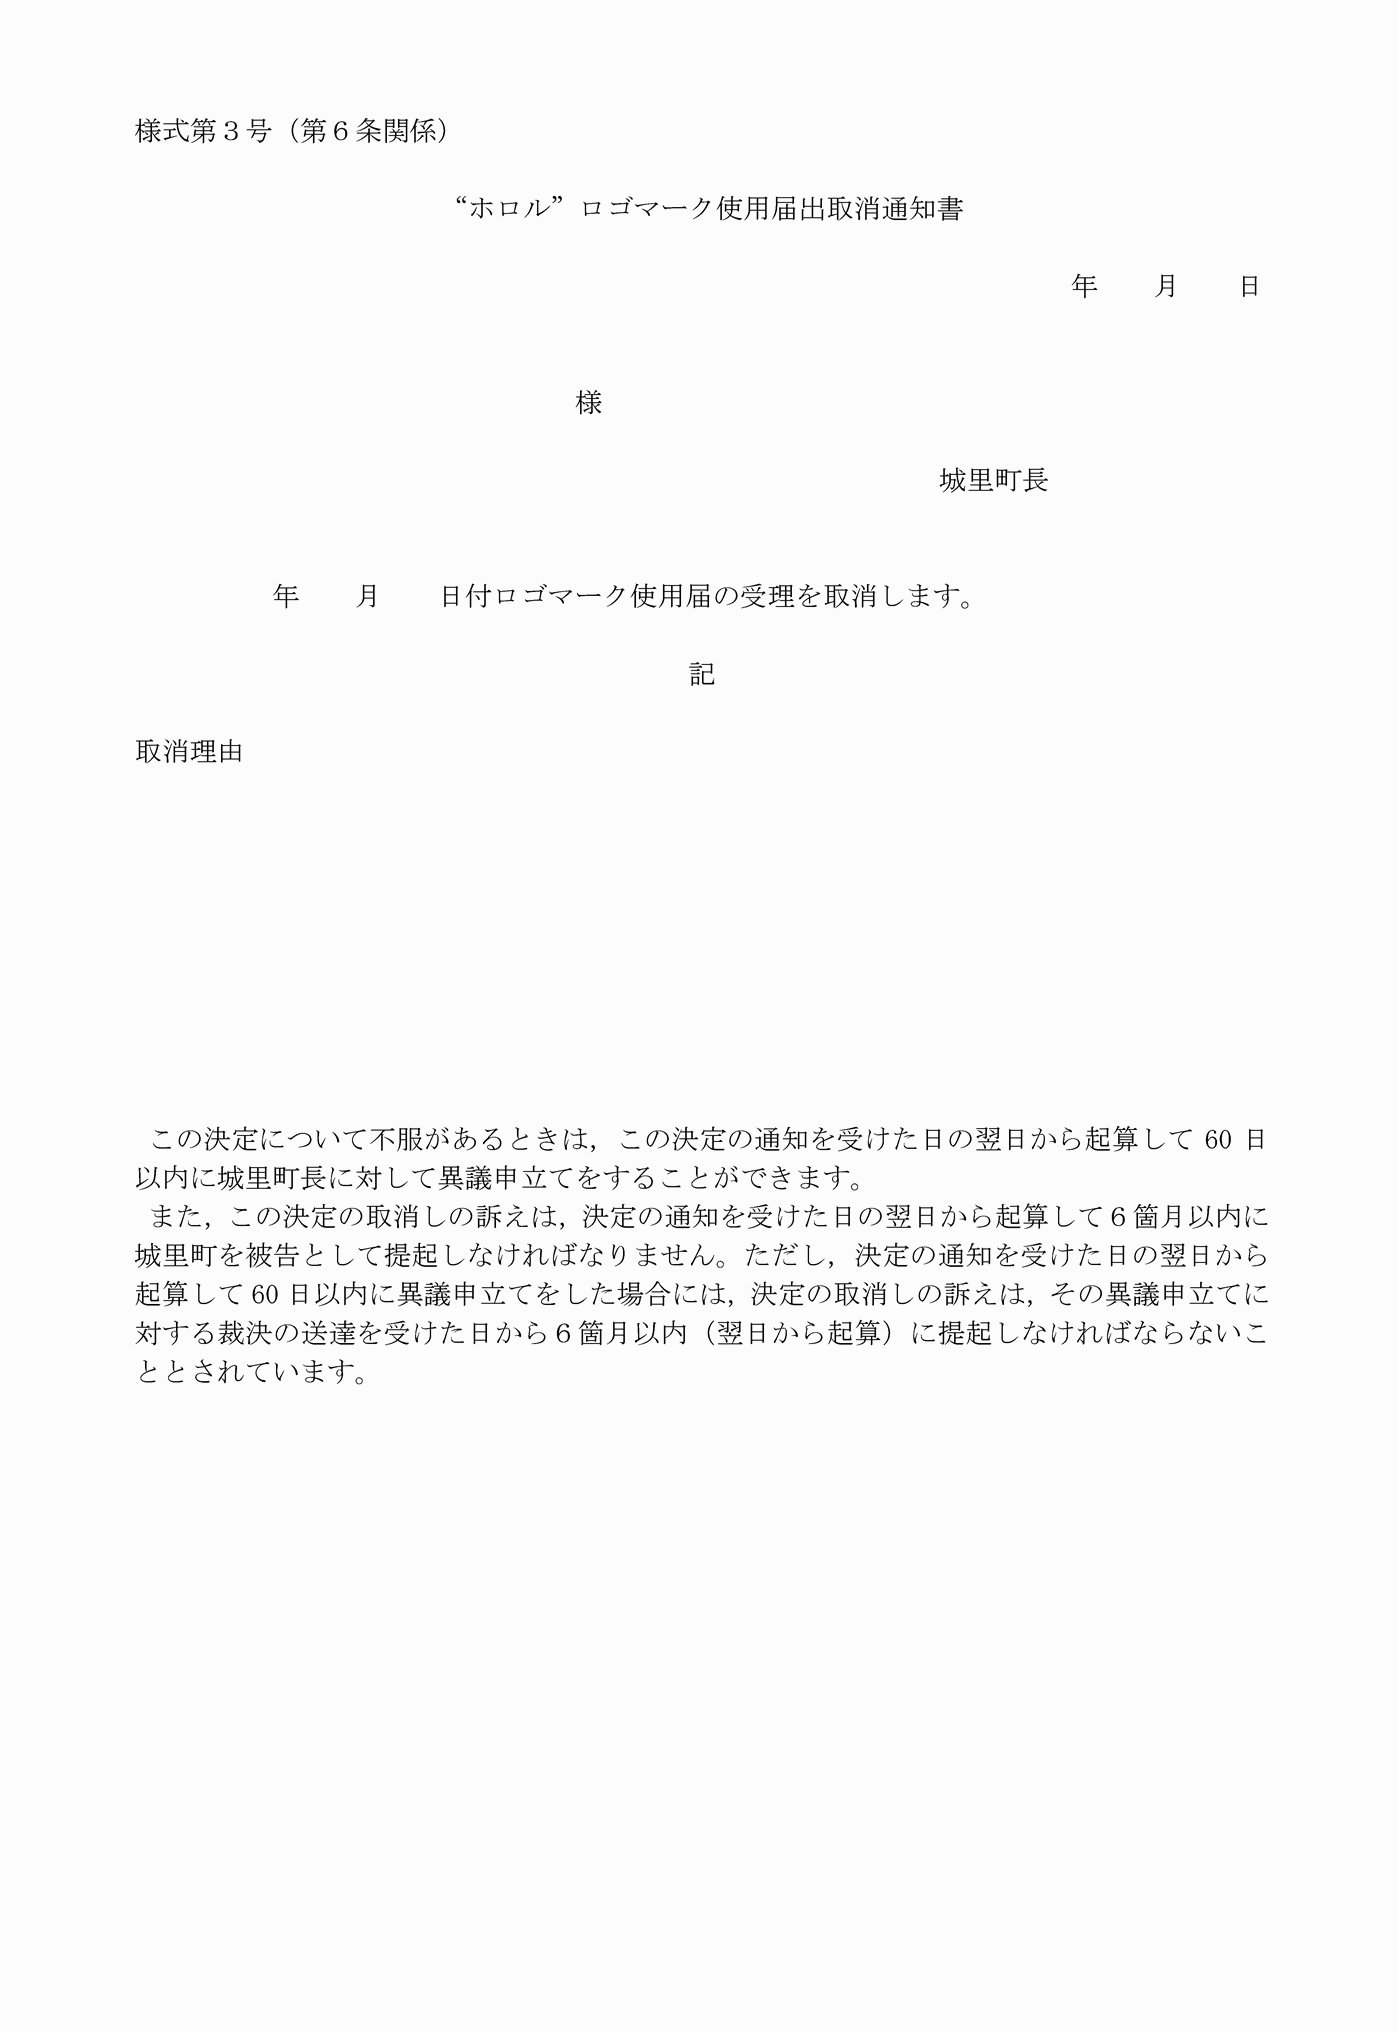 様式第３号（第６条関係）
“ホロル”ロゴマーク使用届出取消通知書
年　　月　　日
様
城里町長
年　　月　　日付ロゴマーク使用届の受理を取消します。
記
取消理由
この決定について不服があるときは，この決定の通知を受けた日の翌日から起算して 60 日
以内に城里町長に対して異議申立てをすることができます。
また，この決定の取消しの訴えは，決定の通知を受けた日の翌日から起算して６箇月以内に
城里町を被告として提起しなければなりません。ただし，決定の通知を受けた日の翌日から
起算して 60 日以内に異議申立てをした場合には，決定の取消しの訴えは，その異議申立てに
対する裁決の送達を受けた日から６箇月以内（翌日から起算）に提起しなければならないこ
ととされています。